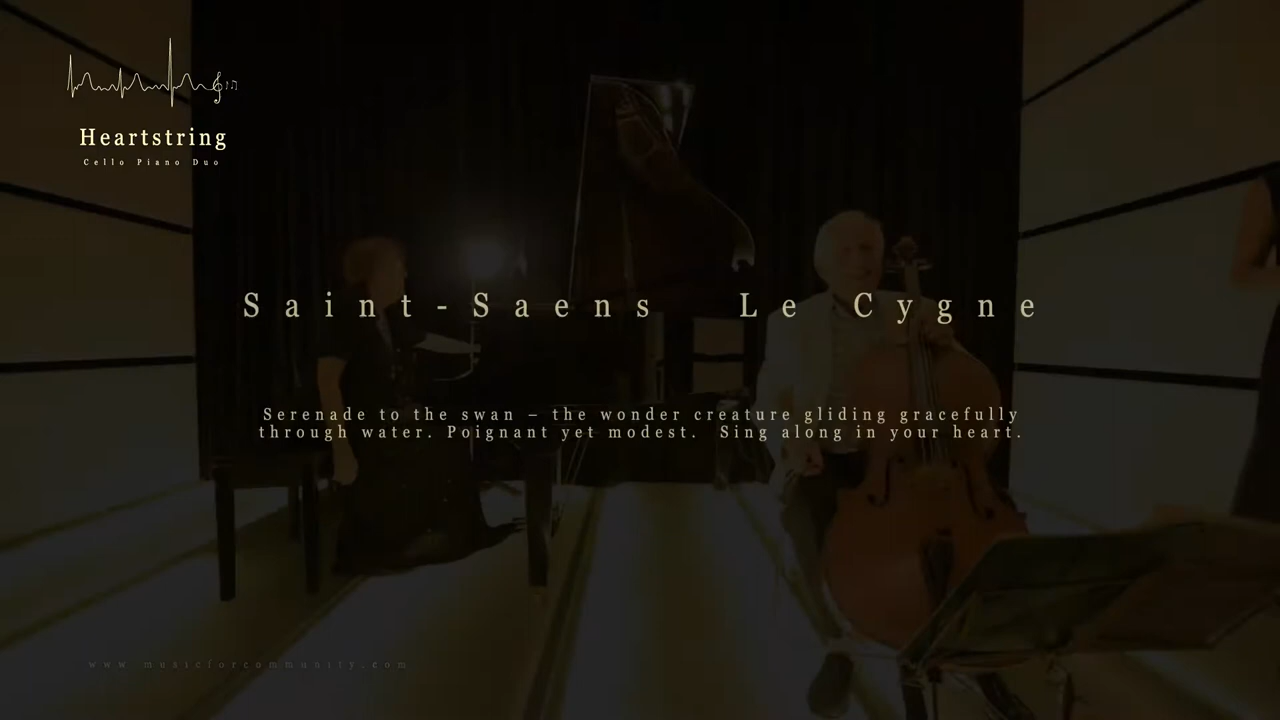 Heartstring
Cello Piano Duo
Saint-Saens Le Cygne
Serenade to the swan – the wonder creature gliding gracefully
through water. Poignant yet modest. Sing along in your heart.
www musicforcommunity.com